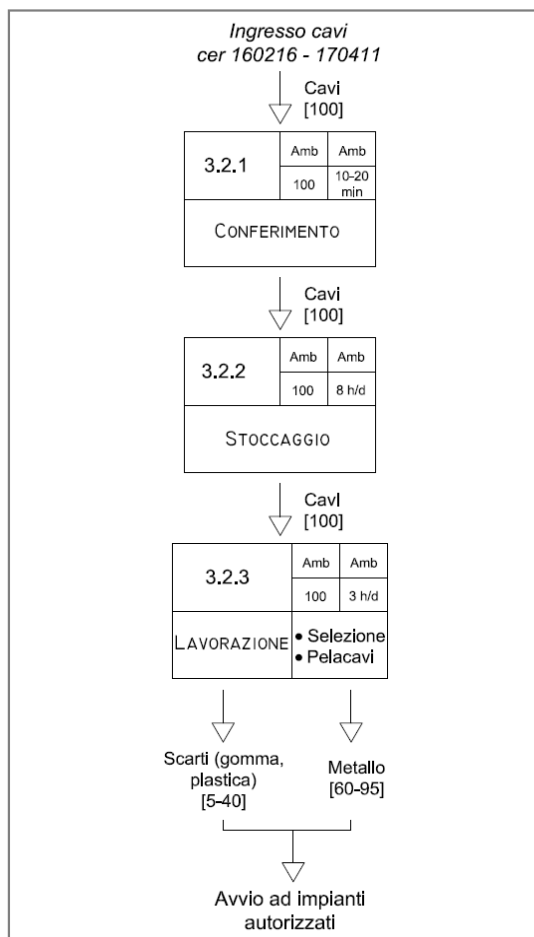 Ingresso cavi
cer 160216 - 170411
Cavi
[100]
3.2.1
Amb
Amb
100
10-20
min
CONFERIMENTO
Cavi
[100]
3.2.2
Amb
Amb
100
8 h/d
STOCCAGGIO
CavI
[100]
3.2.3
Amb
Amb
100
3 h/d
LAVORAZIONE
• Selezione
• Pelacavi
Scarti (gomma,
plastica)
[5-40]
Metallo
[60-95]
Avvio ad impianti
autorizzati